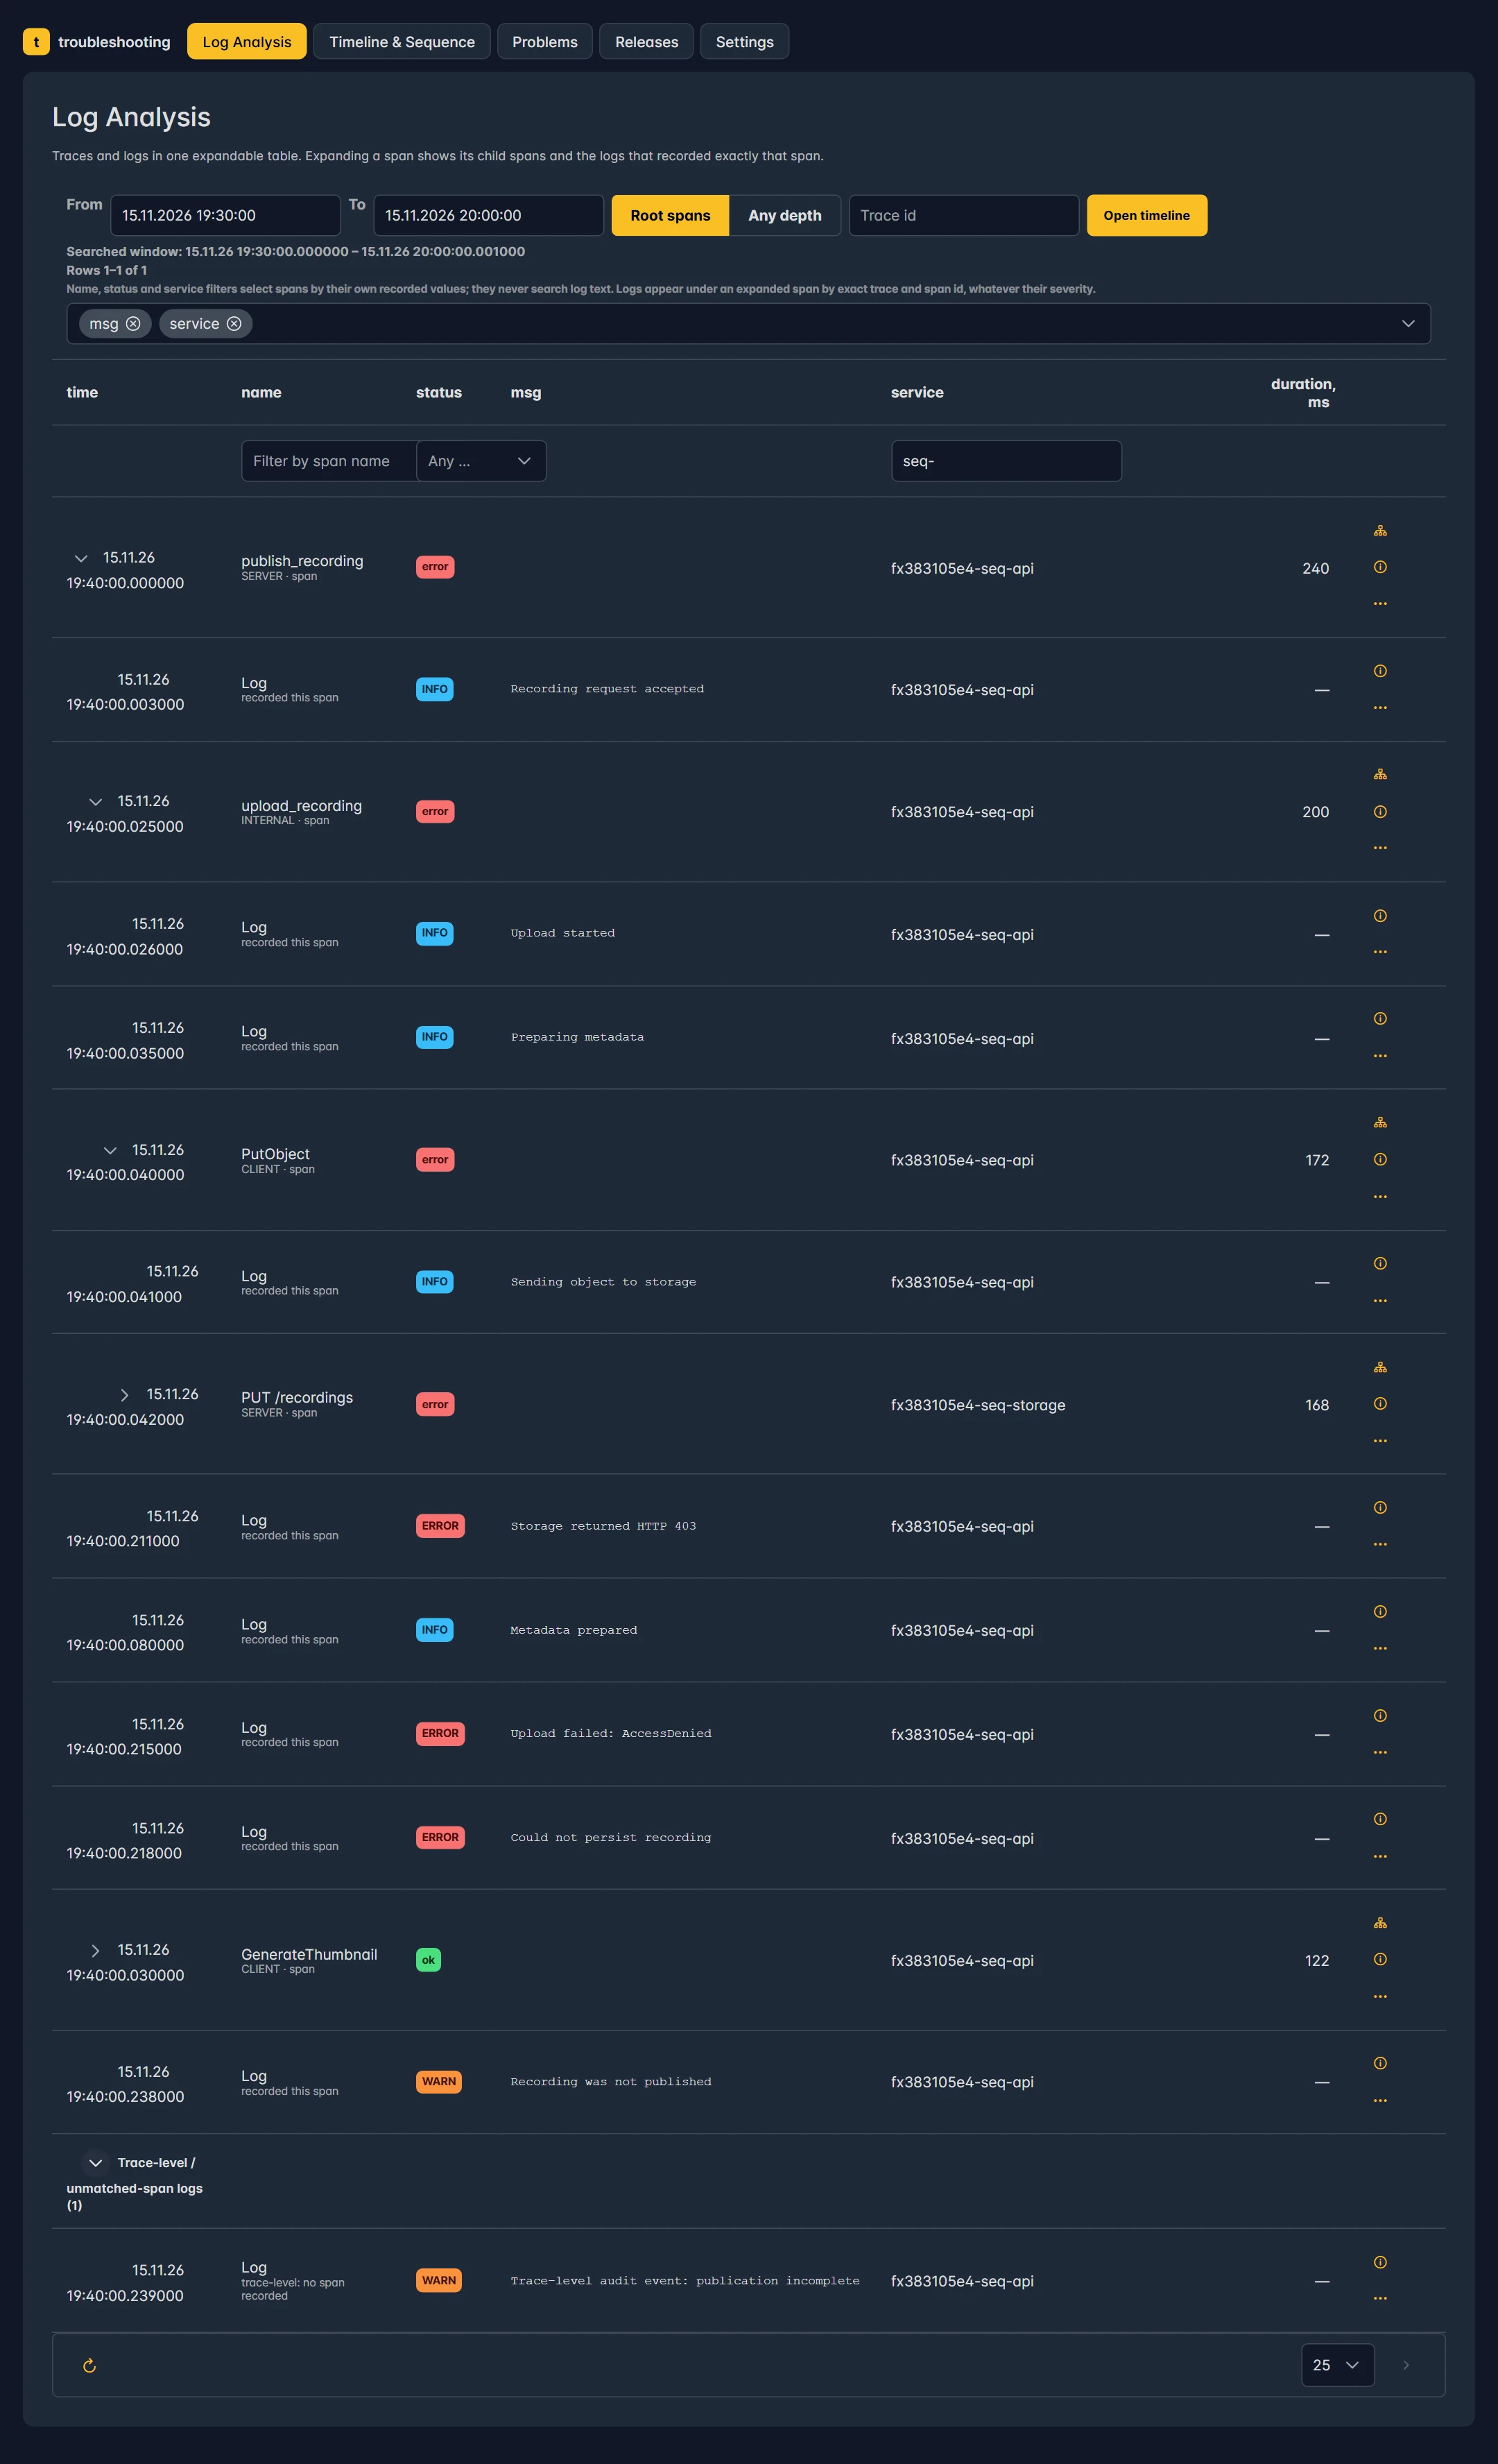 t troubleshooting Log Analysis Timeline & Sequence Problems Releases Settings
Log Analysis
Traces and logs in one expandable table. Expanding a span shows its child spans and the logs that recorded exactly that span.
From 15.11.2026 19:30:00 To 15.11.2026 20:00:00 Root spans Any depth Trace id Open timeline
Searched window: 15.11.26 19:30:00.000000 – 15.11.26 20:00:00.001000
Rows 1–1 of 1
Name, status and service filters select spans by their own recorded values; they never search log text. Logs appear under an expanded span by exact trace and span id, whatever their severity.
msg service
time name status msg service duration, ms
Filter by span name Any ... seq-
15.11.26
19:40:00.000000
publish_recording
SERVER · span
error
fx383105e4-seq-api
240
15.11.26
19:40:00.003000
Log
recorded this span
INFO
Recording request accepted
fx383105e4-seq-api
—
15.11.26
19:40:00.025000
upload_recording
INTERNAL · span
error
fx383105e4-seq-api
200
15.11.26
19:40:00.026000
Log
recorded this span
INFO
Upload started
fx383105e4-seq-api
—
15.11.26
19:40:00.035000
Log
recorded this span
INFO
Preparing metadata
fx383105e4-seq-api
—
15.11.26
19:40:00.040000
PutObject
CLIENT · span
error
fx383105e4-seq-api
172
15.11.26
19:40:00.041000
Log
recorded this span
INFO
Sending object to storage
fx383105e4-seq-api
—
15.11.26
19:40:00.042000
PUT /recordings
SERVER · span
error
fx383105e4-seq-storage
168
15.11.26
19:40:00.211000
Log
recorded this span
ERROR
Storage returned HTTP 403
fx383105e4-seq-api
—
15.11.26
19:40:00.080000
Log
recorded this span
INFO
Metadata prepared
fx383105e4-seq-api
—
15.11.26
19:40:00.215000
Log
recorded this span
ERROR
Upload failed: AccessDenied
fx383105e4-seq-api
—
15.11.26
19:40:00.218000
Log
recorded this span
ERROR
Could not persist recording
fx383105e4-seq-api
—
15.11.26
19:40:00.030000
GenerateThumbnail
CLIENT · span
ok
fx383105e4-seq-api
122
15.11.26
19:40:00.238000
Log
recorded this span
WARN
Recording was not published
fx383105e4-seq-api
—
Trace-level /
unmatched-span logs
(1)
15.11.26
19:40:00.239000
Log
trace-level: no span
recorded
WARN
Trace-level audit event: publication incomplete
fx383105e4-seq-api
—
25